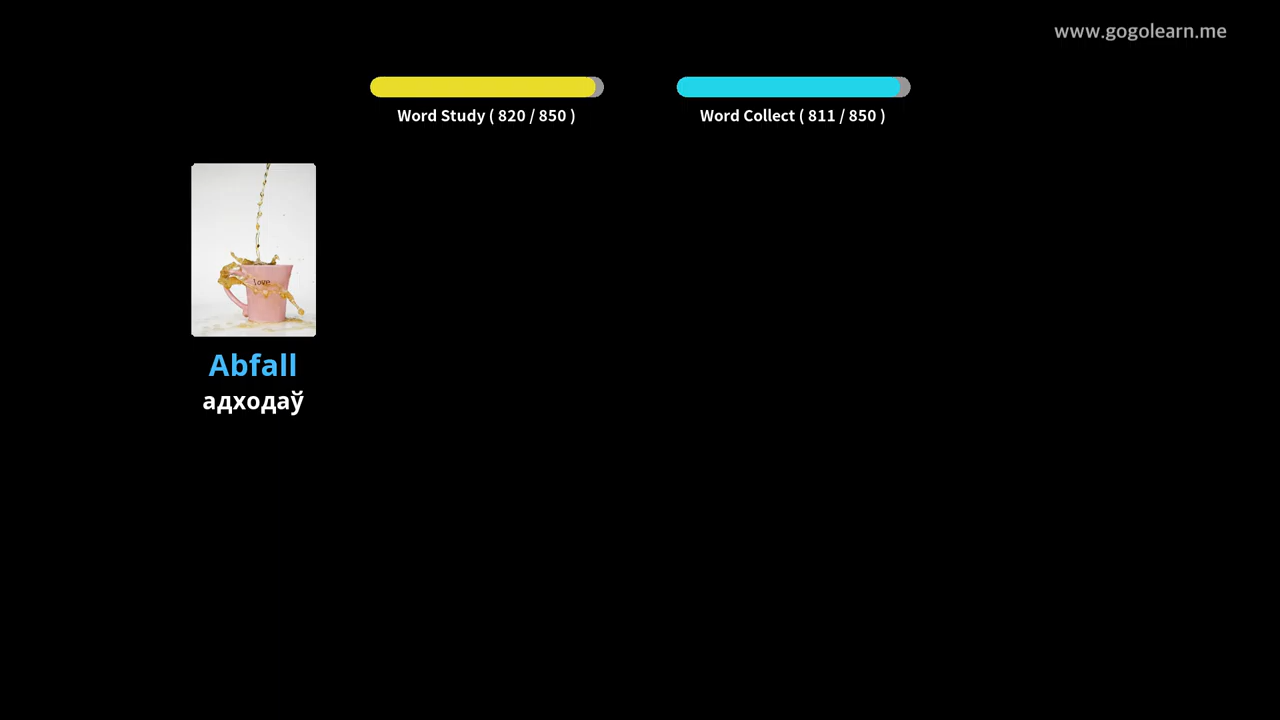 www.gogolearn.me
Word Study ( 820 / 850 )
Word Collect ( 811 / 850 )
love
Abfall
адходаў